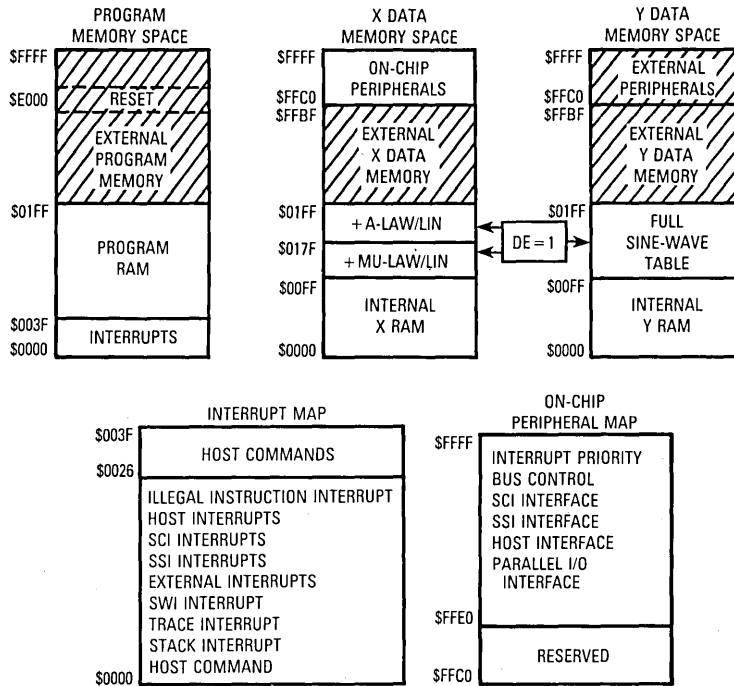 PROGRAM
MEMORY SPACE
$FFFF
$E000
RESET
EXTERNAL
PROGRAM
MEMORY
$01FF
PROGRAM
RAM
$003F
INTERRUPTS
$0000
X DATA
MEMORY SPACE
$FFFF
ON-CHIP
PERIPHERALS
$FFC0
$FFBF
EXTERNAL
X DATA
MEMORY
$01FF
+ A-LAW/LIN
$017F
+ MU-LAW/LIN
$00FF
INTERNAL
X RAM
$0000
DE = 1
Y DATA
MEMORY SPACE
$FFFF
EXTERNAL
PERIPHERALS
$FFC0
$FFBF
EXTERNAL
Y DATA
MEMORY
$01FF
FULL
SINE-WAVE
TABLE
$00FF
INTERNAL
Y RAM
$0000
INTERRUPT MAP
$003F
HOST COMMANDS
$0026
ILLEGAL INSTRUCTION INTERRUPT
HOST INTERRUPTS
SCI INTERRUPTS
SSI INTERRUPTS
EXTERNAL INTERRUPTS
SWI INTERRUPT
TRACE INTERRUPT
STACK INTERRUPT
HOST COMMAND
$0000
ON-CHIP
PERIPHERAL MAP
$FFFF
INTERRUPT PRIORITY
BUS CONTROL
SCI INTERFACE
SSI INTERFACE
HOST INTERFACE
PARALLEL I/O
INTERFACE
$FFE0
RESERVED
$FFC0